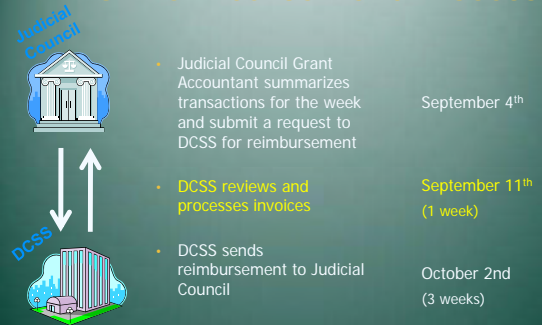 Judicial
Council
• Judicial Council Grant
Accountant summarizes
transactions for the week
and submit a request to
DCSS for reimbursement
September 4th
• DCSS reviews and
processes invoices
September 11th
(1 week)
DCSS
• DCSS sends
reimbursement to Judicial
Council
October 2nd
(3 weeks)